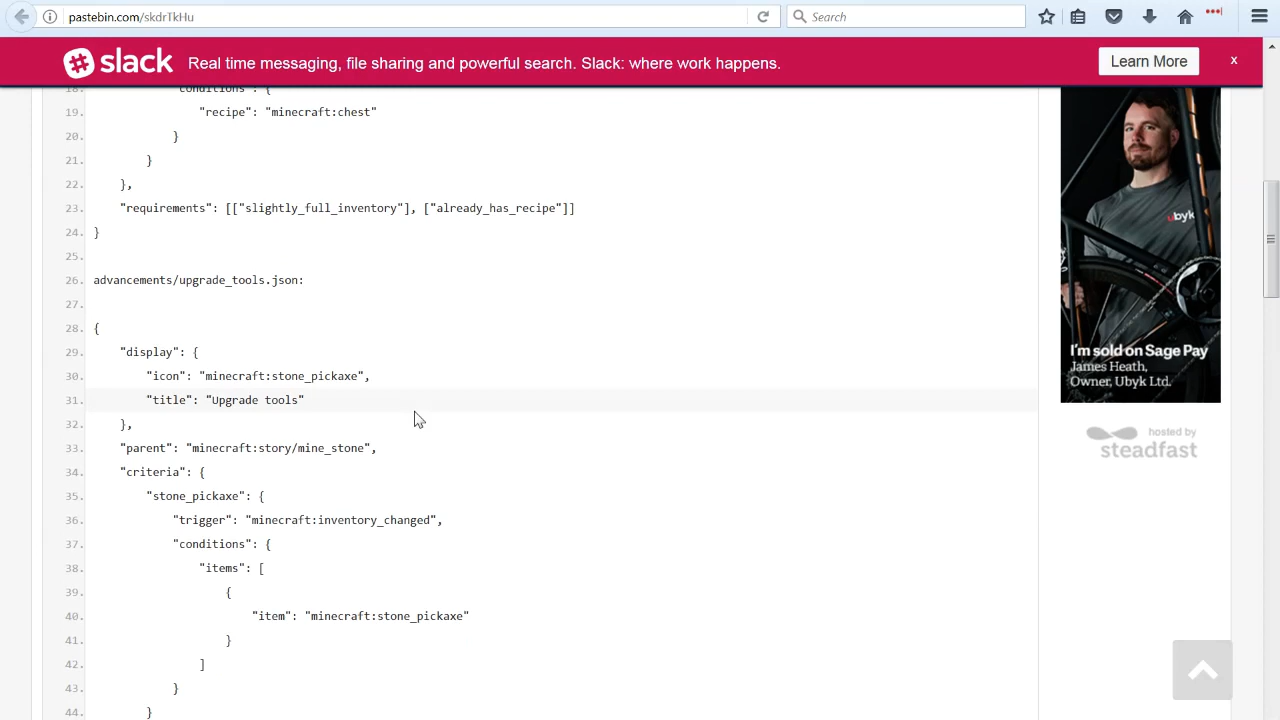 pastebin.com/skdrTkHu
Search
slack Real time messaging, file sharing and powerful search. Slack: where work happens. Learn More x
18. "conditions": {
19. "recipe": "minecraft:chest"
20. }
21. }
22. },
23. "requirements": [["slightly_full_inventory"], ["already_has_recipe"]]
24. }
25.
26. advancements/upgrade_tools.json:
27.
28. {
29. "display": {
30. "icon": "minecraft:stone_pickaxe",
31. "title": "Upgrade tools"
32. },
33. "parent": "minecraft:story/mine_stone",
34. "criteria": {
35. "stone_pickaxe": {
36. "trigger": "minecraft:inventory_changed",
37. "conditions": {
38. "items": [
39. {
40. "item": "minecraft:stone_pickaxe"
41. }
42. ]
43. }
44. }
ubyk
I'm sold on Sage Pay
James Heath,
Owner, Ubyk Ltd.
hosted by
steadfast